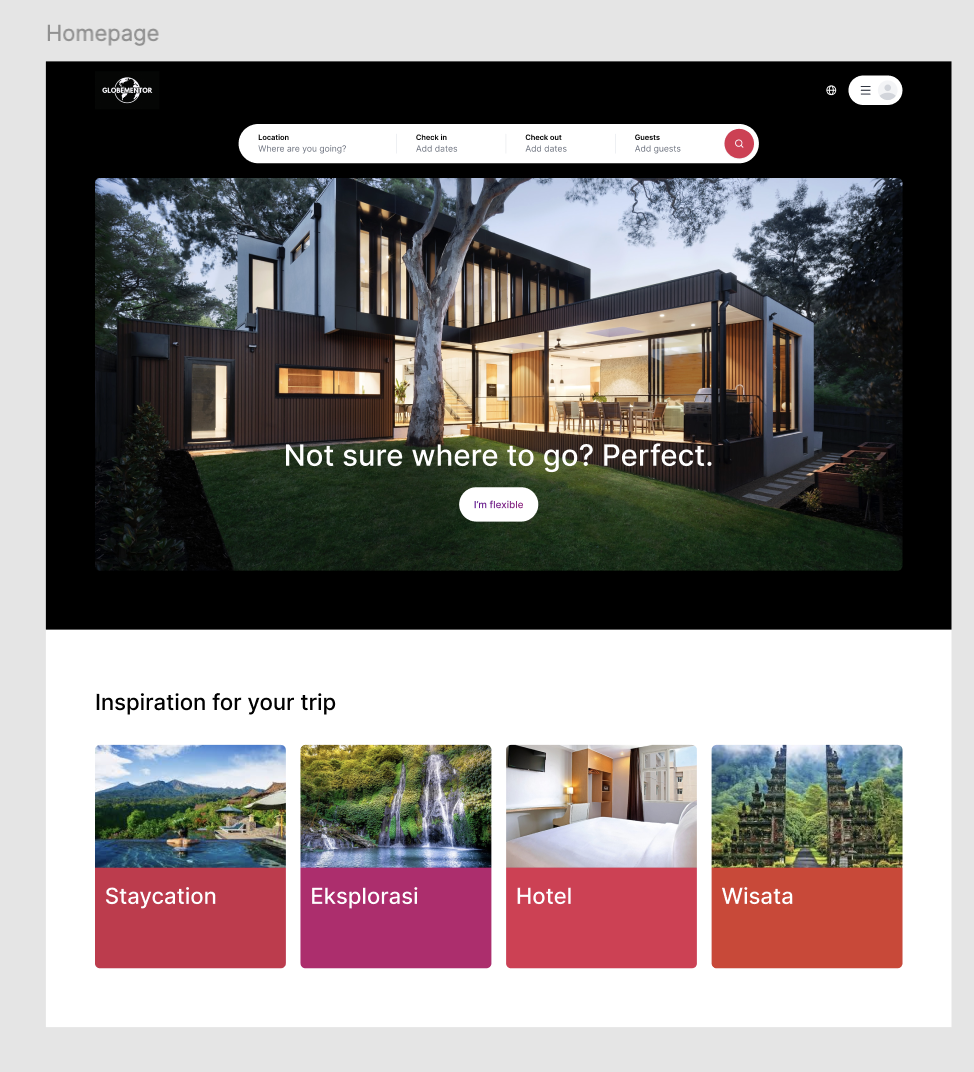 Homepage
GLOBEMENTOR
Location
Where are you going?
Check in
Add dates
Check out
Add dates
Guests
Add guests
Not sure where to go? Perfect.
I'm flexible
Inspiration for your trip
Staycation
Eksplorasi
Hotel
Wisata